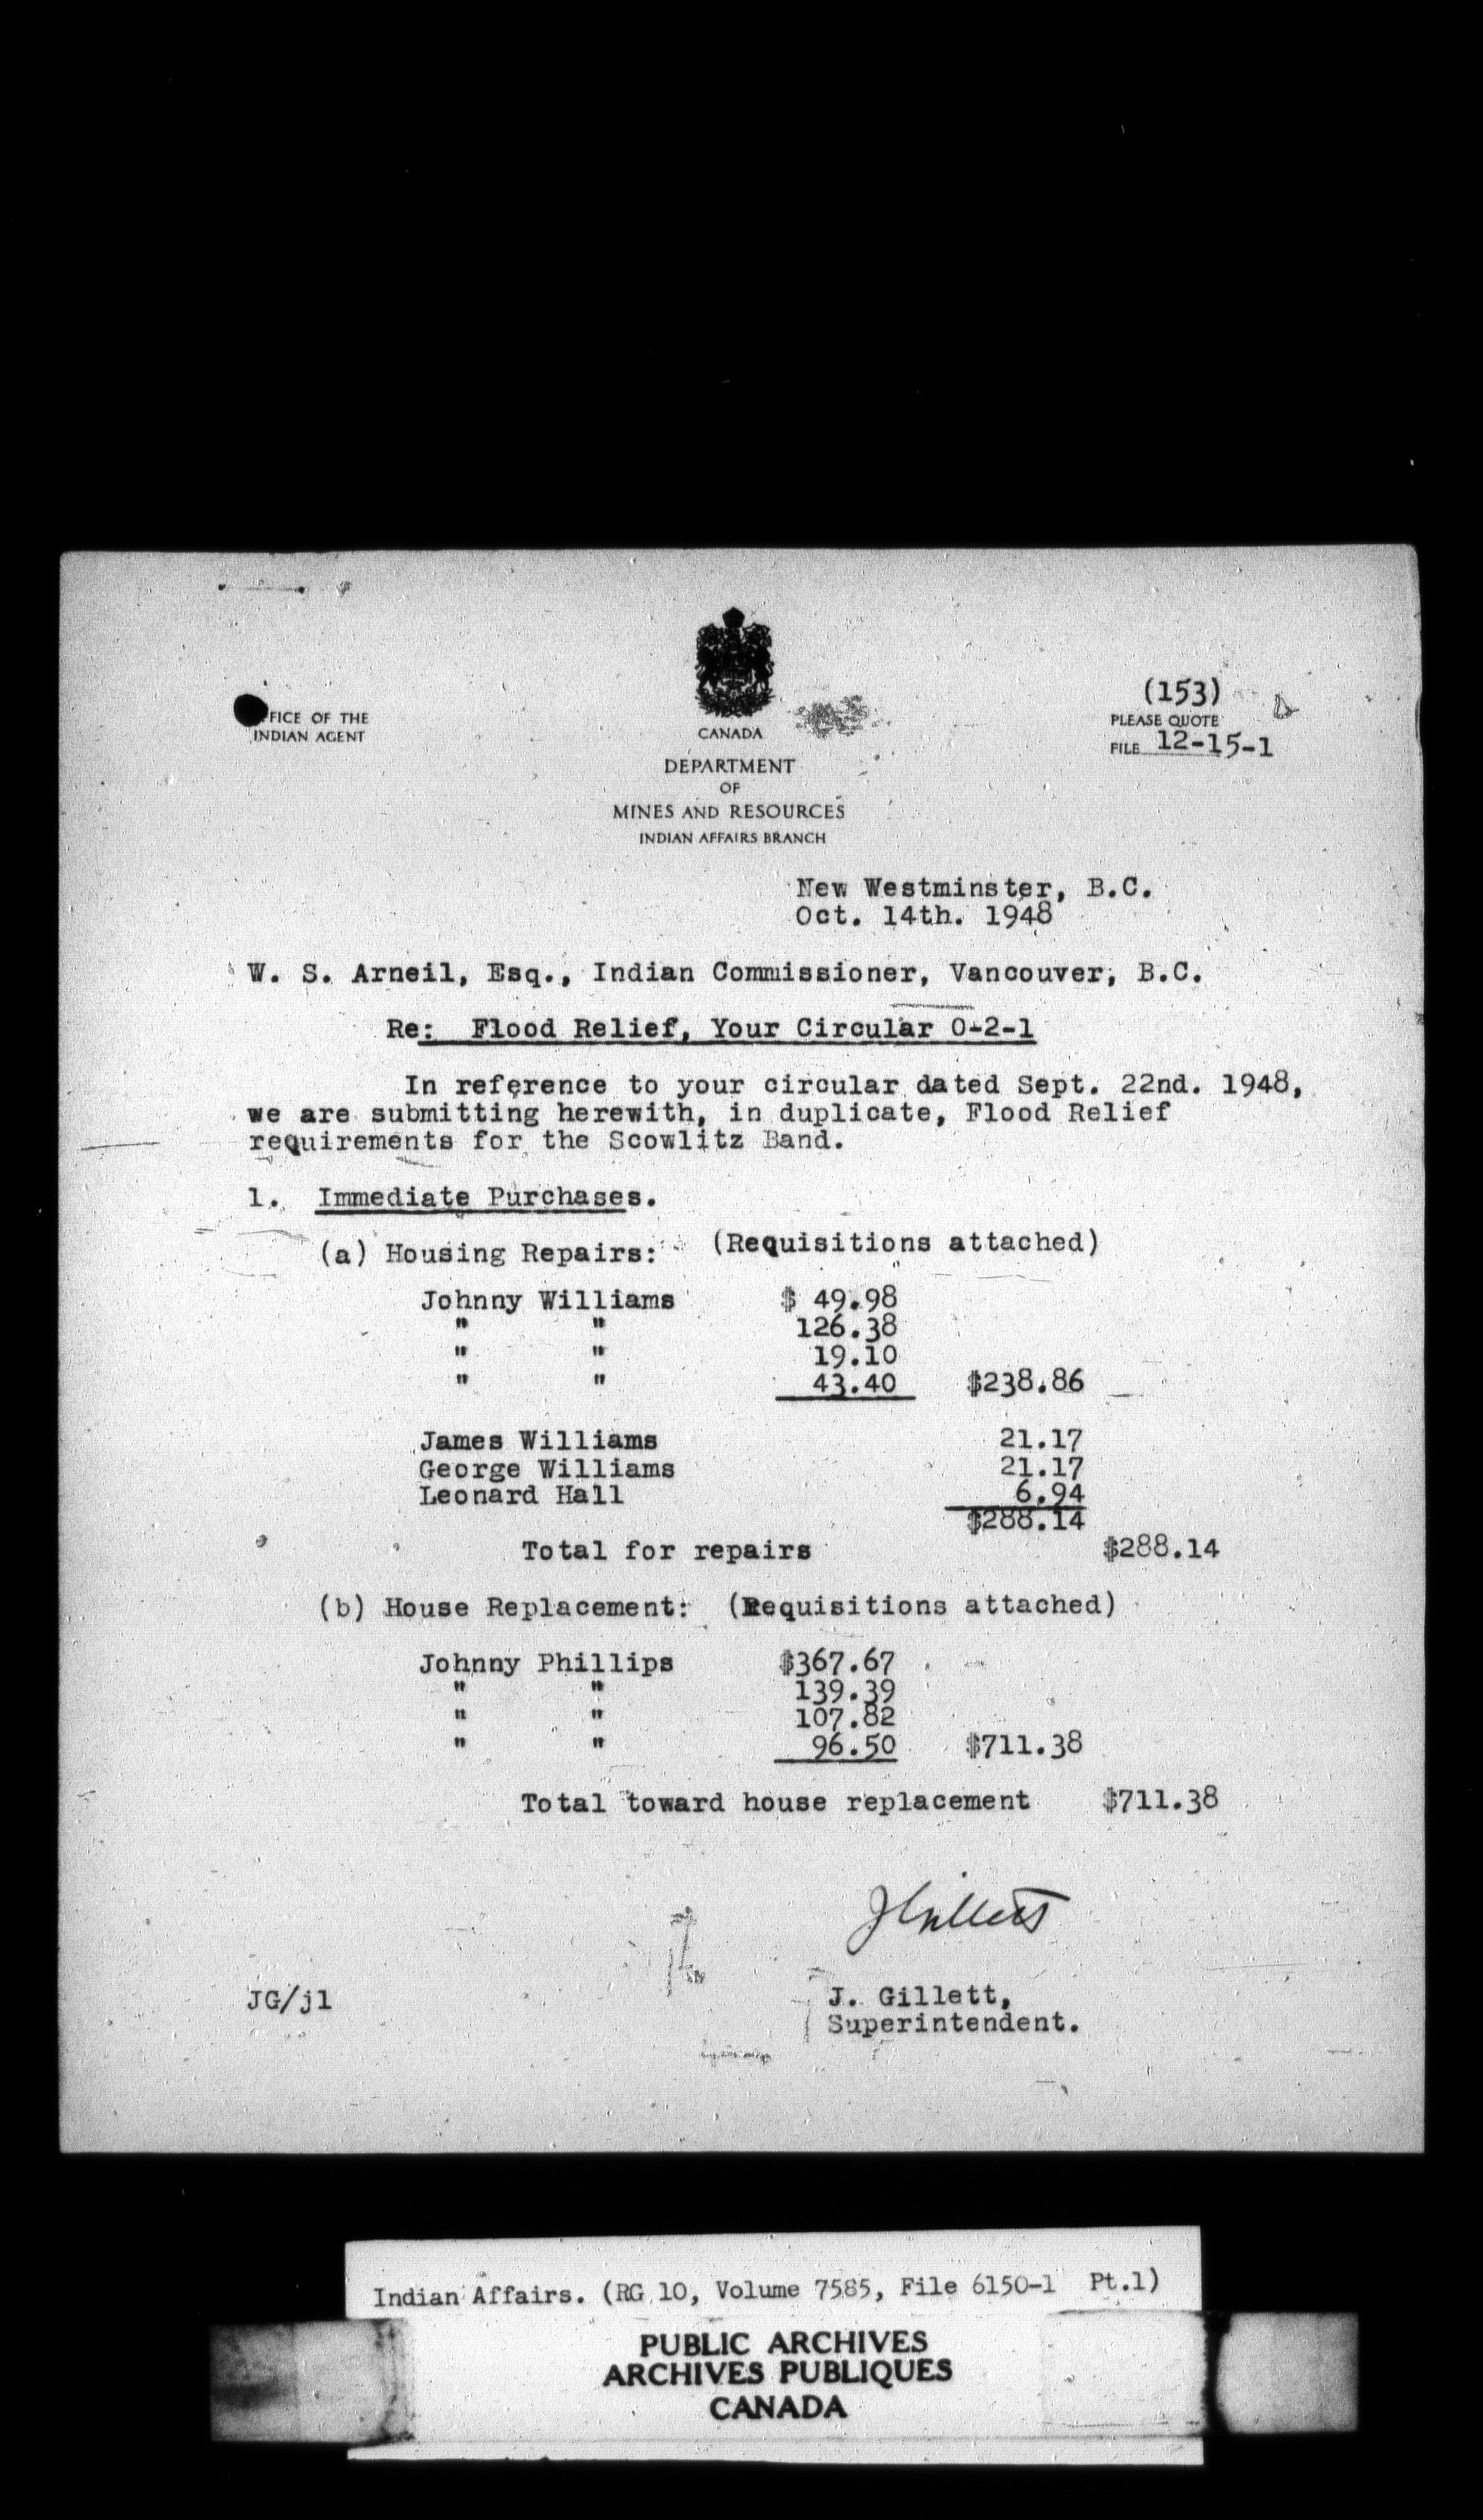 (153)
OFFICE OF THE
INDIAN AGENT
PLEASE QUOTE
FILE 12-15-1
CANADA
DEPARTMENT
OF
MINES AND RESOURCES
INDIAN AFFAIRS BRANCH
New Westminster, B.C.
Oct. 14th. 1948
W. S. Arneil, Esq., Indian Commissioner, Vancouver, B.C.
Re: Flood Relief, Your Circular 0-2-1
In reference to your circular dated Sept. 22nd. 1948,
we are submitting herewith, in duplicate, Flood Relief
requirements for the Scowlitz Band.
1. Immediate Purchases.
(a) Housing Repairs: (Requisitions attached)
Johnny Williams $ 49.98
" " 126.38
" " 19.10
" " 43.40 $238.86
James Williams 21.17
George Williams 21.17
Leonard Hall 6.94
$288.14
Total for repairs $288.14
(b) House Replacement: (Requisitions attached)
Johnny Phillips $367.67
" " 139.39
" " 107.82
" " 96.50 $711.38
Total toward house replacement $711.38
JGillett
JG/jl
J. Gillett,
Superintendent.
Indian Affairs. (RG 10, Volume 7585, File 6150-1 Pt.1)
PUBLIC ARCHIVES
ARCHIVES PUBLIQUES
CANADA